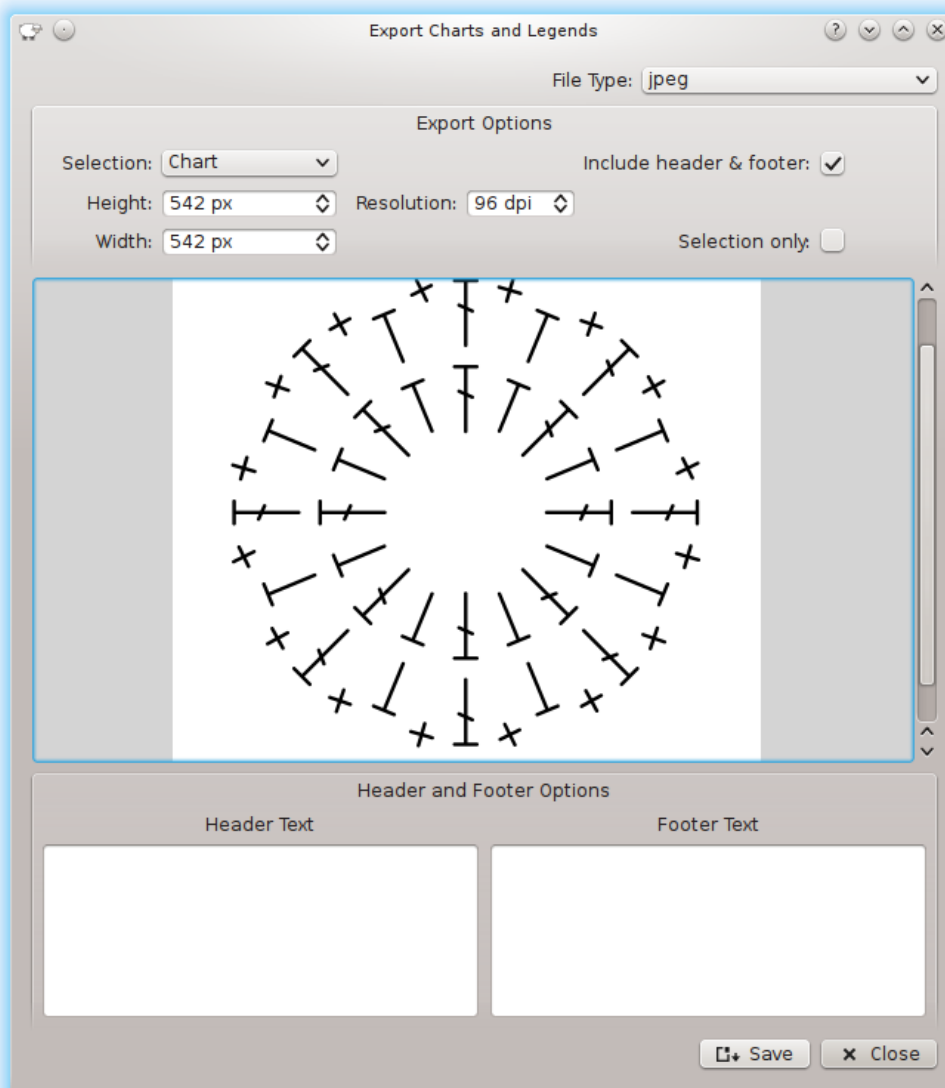 Export Charts and Legends
File Type: jpeg
Export Options
Selection: Chart
Include header & footer:
Height: 542 px
Resolution: 96 dpi
Width: 542 px
Selection only:
Header and Footer Options
Header Text
Footer Text
Save
Close